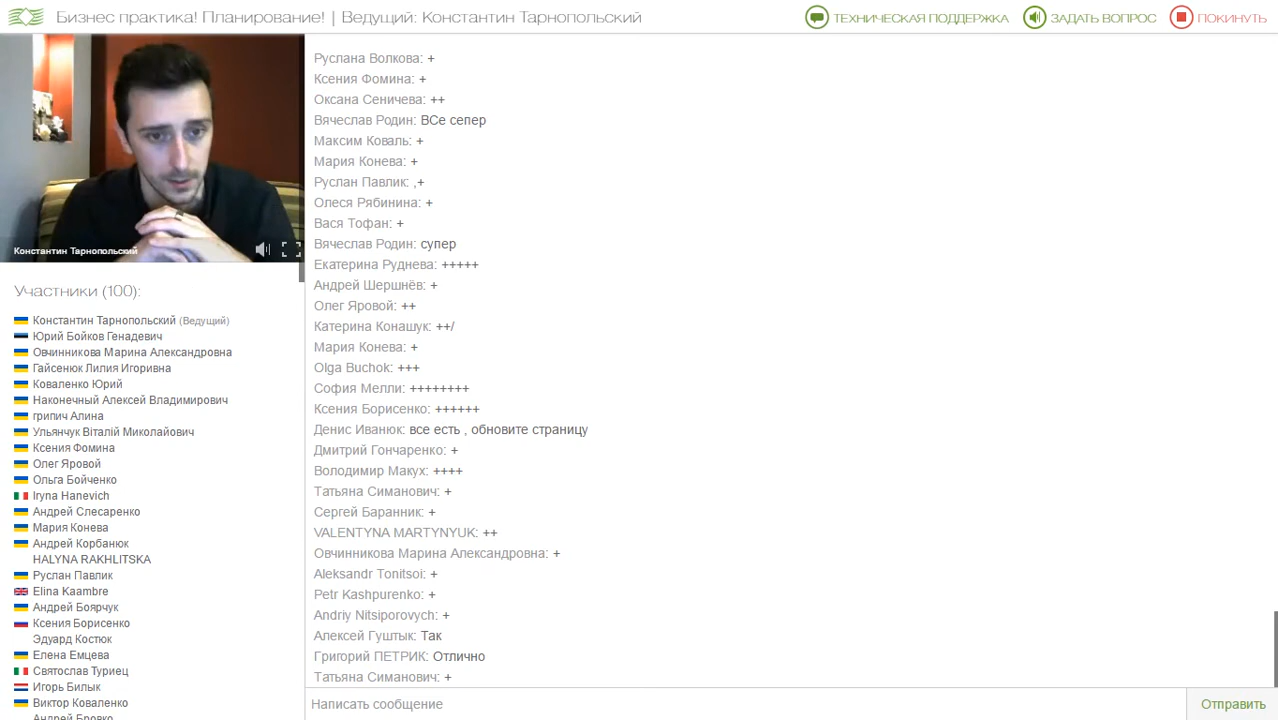 Бизнес практика! Планирование! | Ведущий: Константин Тарнопольский
ТЕХНИЧЕСКАЯ ПОДДЕРЖКА
ЗАДАТЬ ВОПРОС
ПОКИНУТЬ
Константин Тарнопольский
Участники (100):
Константин Тарнопольский (Ведущий)
Юрий Бойков Генадевич
Овчинникова Марина Александровна
Гайсенюк Лилия Игоривна
Коваленко Юрий
Наконечный Алексей Владимирович
грипич Алина
Ульянчук Віталій Миколайович
Ксения Фомина
Олег Яровой
Ольга Бойченко
Iryna Hanevich
Андрей Слесаренко
Мария Конева
Андрей Корбанюк
HALYNA RAKHLITSKA
Руслан Павлик
Elina Kaambre
Андрей Боярчук
Ксения Борисенко
Эдуард Костюк
Елена Емцева
Святослав Туриец
Игорь Билык
Виктор Коваленко
Андрей Бровко
Руслана Волкова: +
Ксения Фомина: +
Оксана Сеничева: ++
Вячеслав Родин: ВСе сепер
Максим Коваль: +
Мария Конева: +
Руслан Павлик: ,+
Олеся Рябинина: +
Вася Тофан: +
Вячеслав Родин: супер
Екатерина Руднева: +++++
Андрей Шершнёв: +
Олег Яровой: ++
Катерина Конашук: ++/
Мария Конева: +
Olga Buchok: +++
София Мелли: ++++++++
Ксения Борисенко: ++++++
Денис Иванюк: все есть , обновите страницу
Дмитрий Гончаренко: +
Володимир Макух: ++++
Татьяна Симанович: +
Сергей Баранник: +
VALENTYNA MARTYNYUK: ++
Овчинникова Марина Александровна: +
Aleksandr Tonitsoi: +
Petr Kashpurenko: +
Andriy Nitsiporovych: +
Алексей Гуштык: Так
Григорий ПЕТРИК: Отлично
Татьяна Симанович: +
Написать сообщение
Отправить